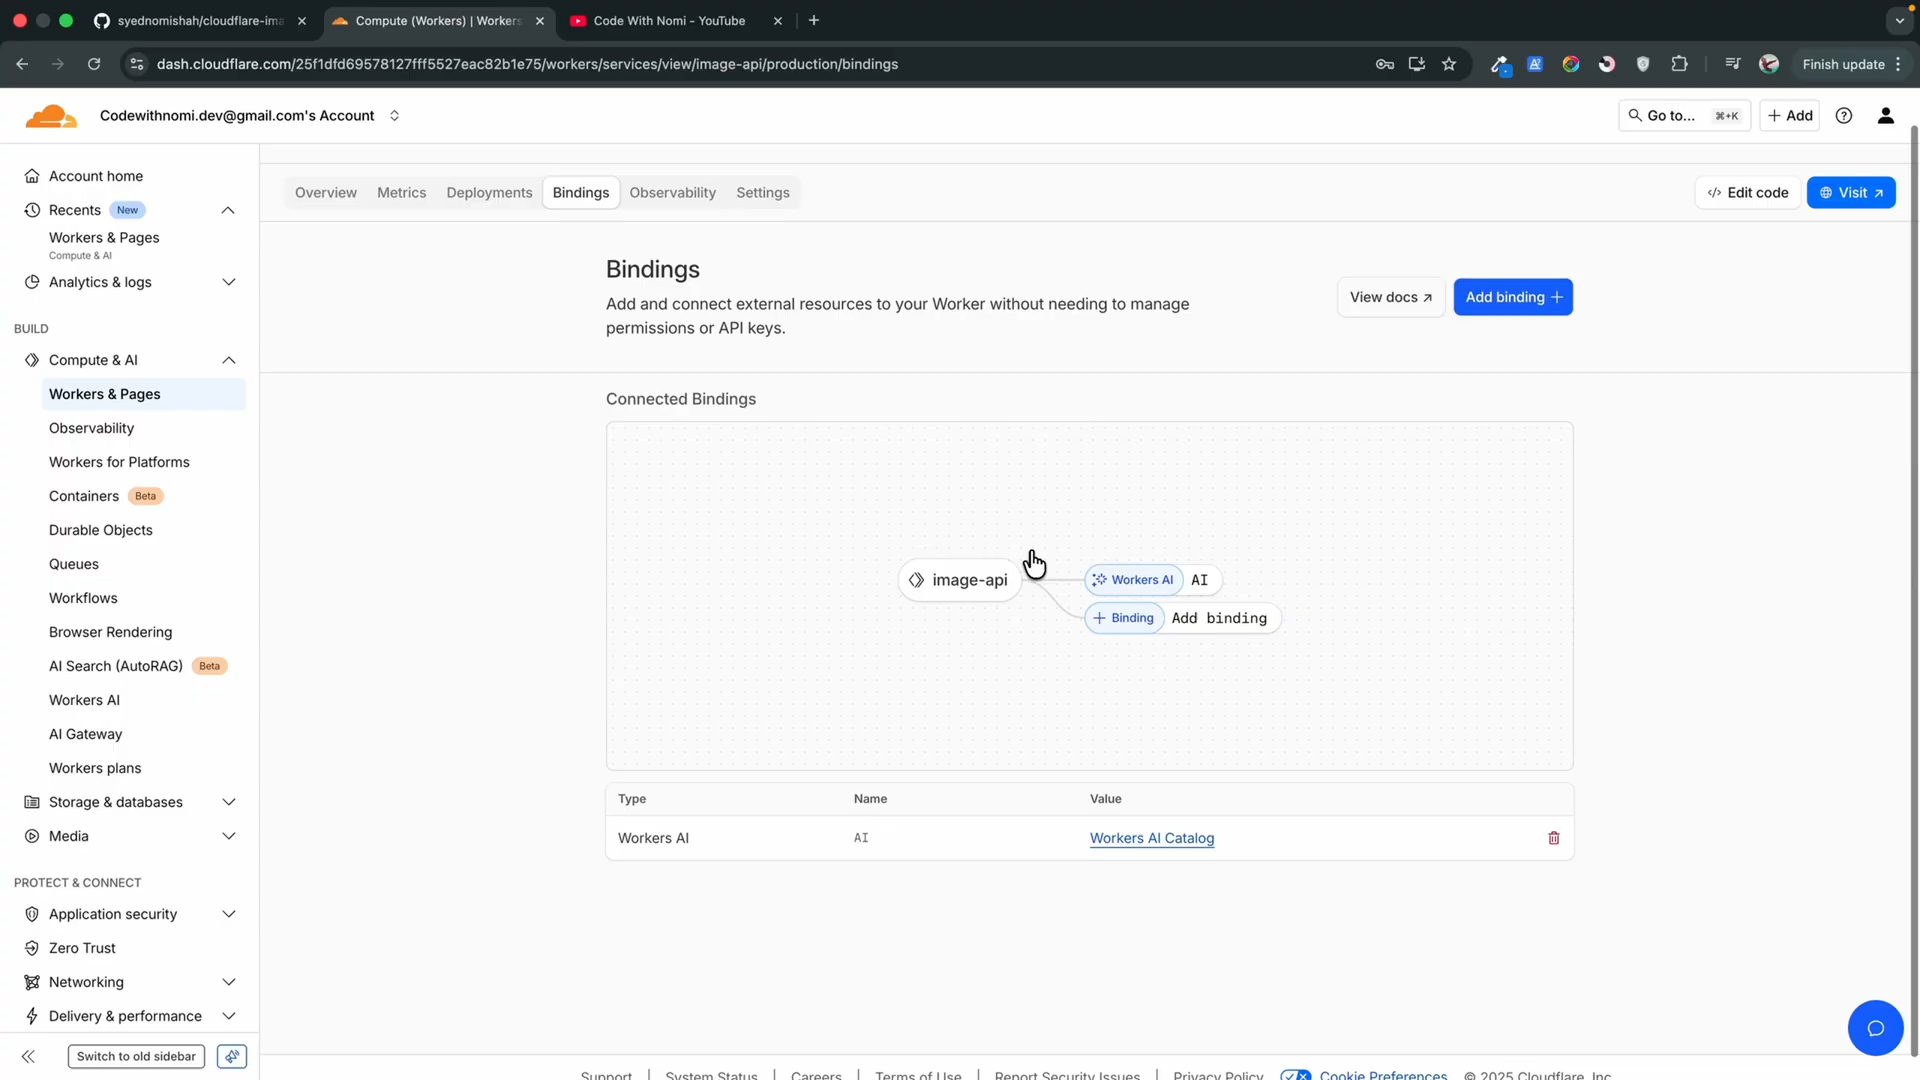 syednomishah/cloudflare-ima
Compute (Workers) | Workers
Code With Nomi - YouTube
dash.cloudflare.com/25f1dfd69578127fff5527eac82b1e75/workers/services/view/image-api/production/bindings
Finish update
Codewithnomi.dev@gmail.com's Account
Go to... ⌘+K
+ Add
Account home
Recents New
Workers & Pages
Compute & AI
Analytics & logs
BUILD
Compute & AI
Workers & Pages
Observability
Workers for Platforms
Containers Beta
Durable Objects
Queues
Workflows
Browser Rendering
AI Search (AutoRAG) Beta
Workers AI
AI Gateway
Workers plans
Storage & databases
Media
PROTECT & CONNECT
Application security
Zero Trust
Networking
Delivery & performance
Switch to old sidebar
Overview Metrics Deployments Bindings Observability Settings
</> Edit code
Visit ↗
Bindings
Add and connect external resources to your Worker without needing to manage
permissions or API keys.
View docs ↗
Add binding +
Connected Bindings
image-api
Workers AI AI
+ Binding Add binding
Type Name Value
Workers AI AI Workers AI Catalog
Support | System Status | Careers | Terms of Use | Report Security Issues | Privacy Policy | Cookie Preferences © 2025 Cloudflare, Inc.